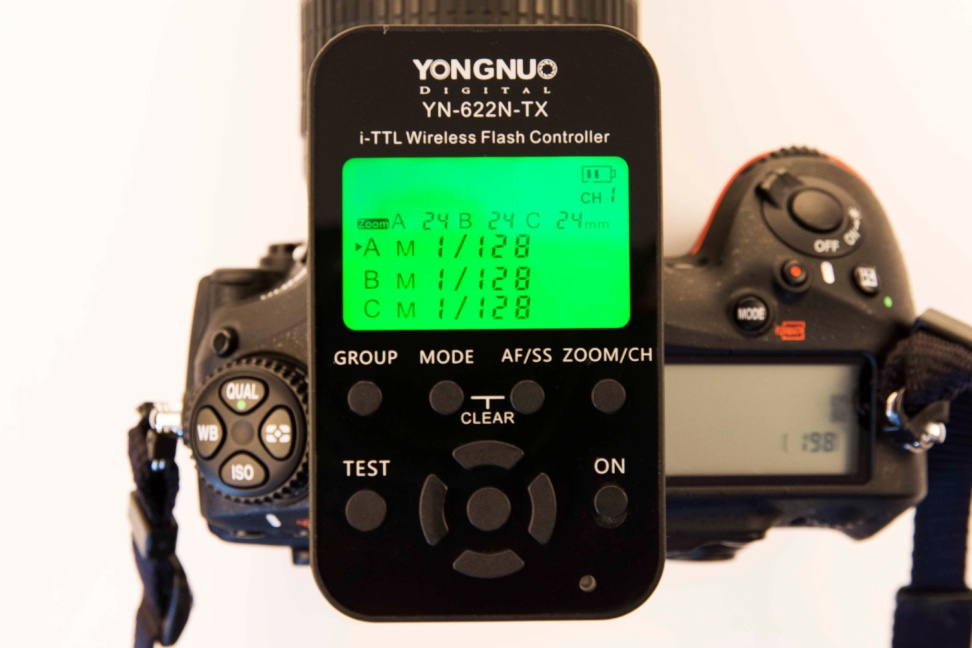 YONGNUO
DIGITAL
YN-622N-TX
i-TTL Wireless Flash Controller
CH 1
Zoom A 24 B 24 C 24mm
A M 1/128
B M 1/128
C M 1/128
GROUP MODE AF/SS ZOOM/CH
CLEAR
TEST ON
QUAL
WB
ISO
OFF
MODE
198